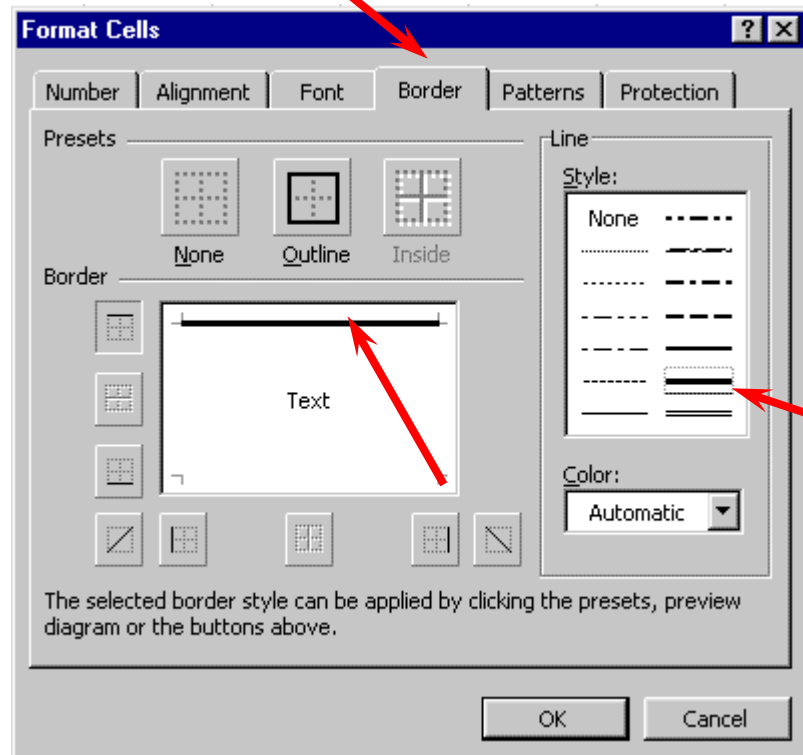 Format Cells
Number Alignment Font Border Patterns Protection
Presets
None Outline Inside
Border
Text
Line
Style:
None
Color:
Automatic
The selected border style can be applied by clicking the presets, preview
diagram or the buttons above.
OK Cancel